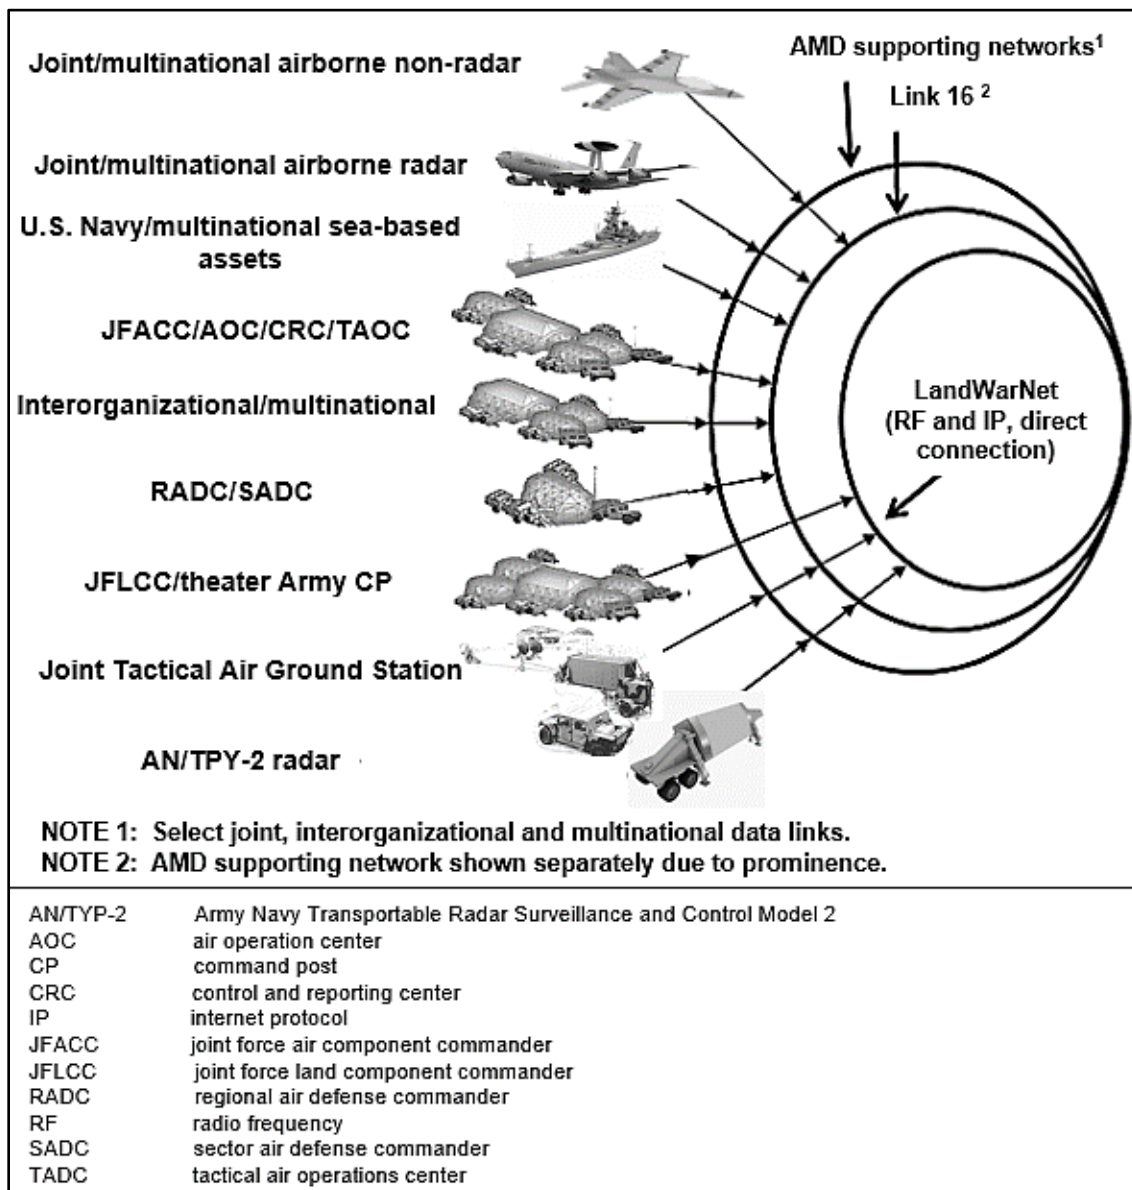 Joint/multinational airborne non-radar
AMD supporting networks1
Link 16 2
Joint/multinational airborne radar
U.S. Navy/multinational sea-based
assets
JFACC/AOC/CRC/TAOC
Interorganizational/multinational
LandWarNet
(RF and IP, direct
connection)
RADC/SADC
JFLCC/theater Army CP
Joint Tactical Air Ground Station
AN/TPY-2 radar
NOTE 1: Select joint, interorganizational and multinational data links.
NOTE 2: AMD supporting network shown separately due to prominence.
AN/TYP-2 Army Navy Transportable Radar Surveillance and Control Model 2
AOC air operation center
CP command post
CRC control and reporting center
IP internet protocol
JFACC joint force air component commander
JFLCC joint force land component commander
RADC regional air defense commander
RF radio frequency
SADC sector air defense commander
TADC tactical air operations center